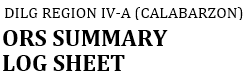 DILG REGION IV-A (CALABARZON)
ORS SUMMARY
LOG SHEET